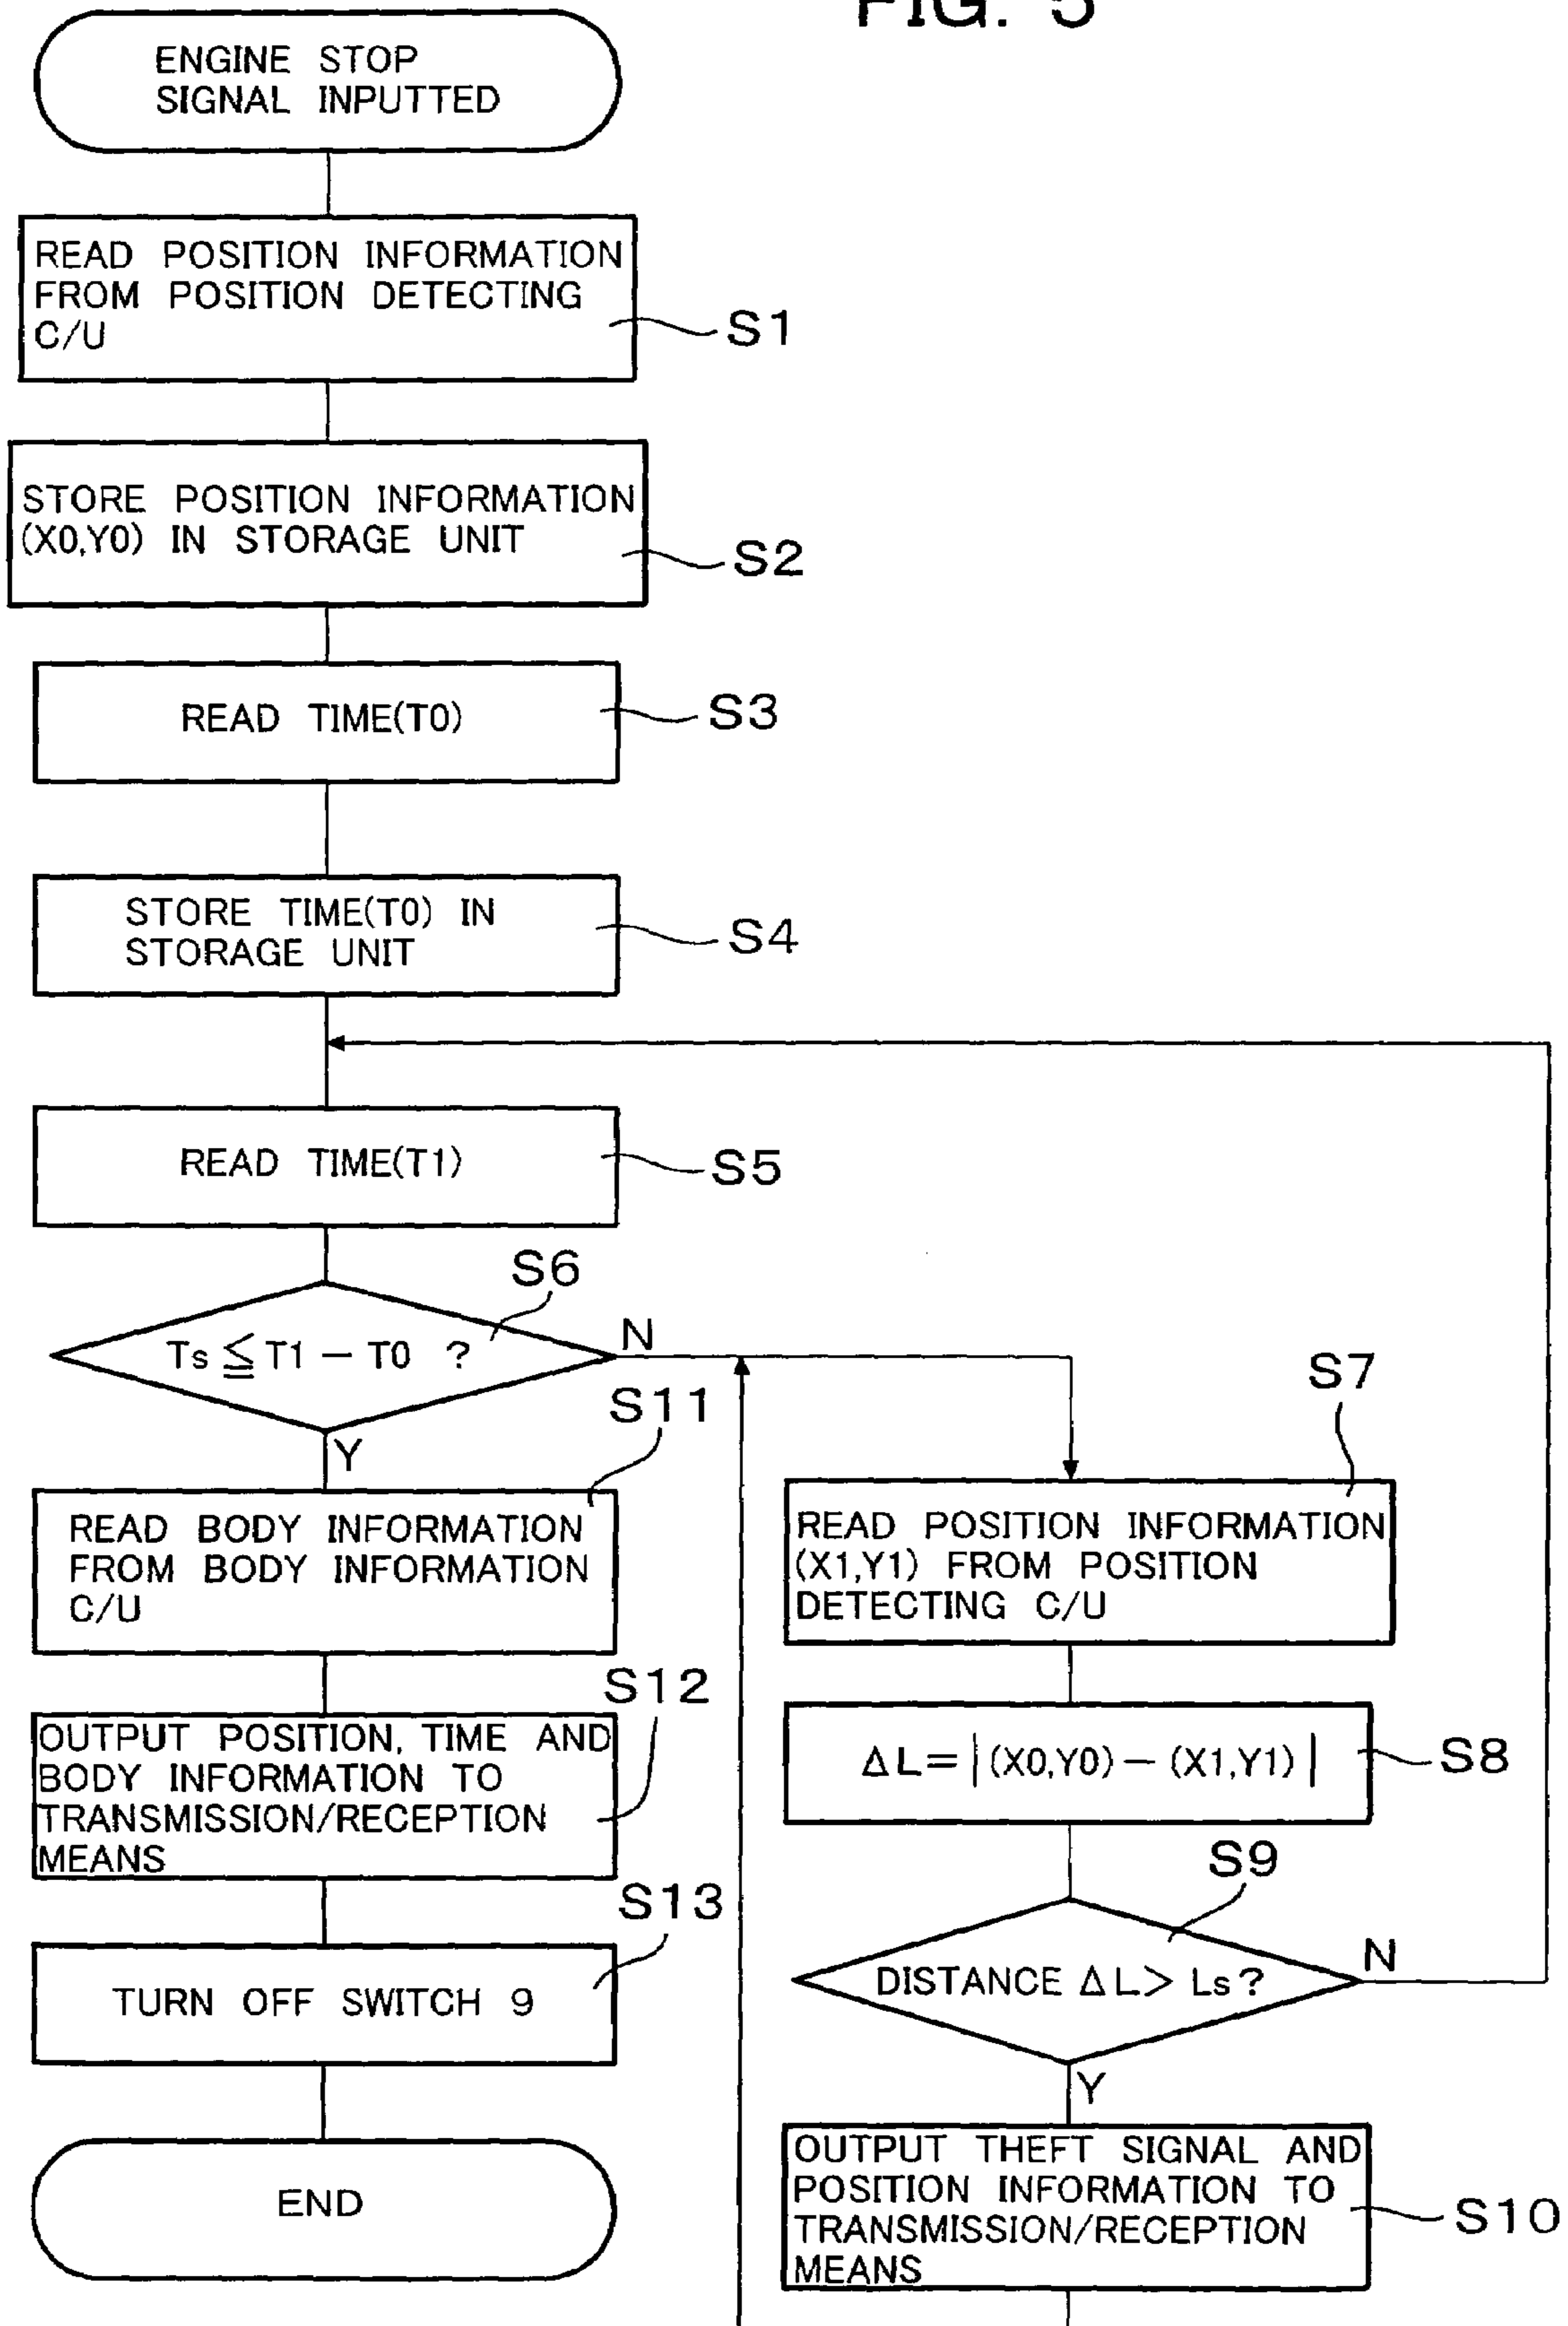 FIG. 5
ENGINE STOP
SIGNAL INPUTTED
READ POSITION INFORMATION
FROM POSITION DETECTING
C/U
S1
STORE POSITION INFORMATION
(X0,Y0) IN STORAGE UNIT
S2
READ TIME(T0)
S3
STORE TIME(T0) IN
STORAGE UNIT
S4
READ TIME(T1)
S5
S6
Ts ≦ T1 − T0 ?
N
Y
S11
READ BODY INFORMATION
FROM BODY INFORMATION
C/U
S12
OUTPUT POSITION, TIME AND
BODY INFORMATION TO
TRANSMISSION/RECEPTION
MEANS
S13
TURN OFF SWITCH 9
END
S7
READ POSITION INFORMATION
(X1,Y1) FROM POSITION
DETECTING C/U
ΔL=|(X0,Y0)−(X1,Y1)|
S8
S9
DISTANCE ΔL> Ls?
N
Y
OUTPUT THEFT SIGNAL AND
POSITION INFORMATION TO
TRANSMISSION/RECEPTION
MEANS
S10